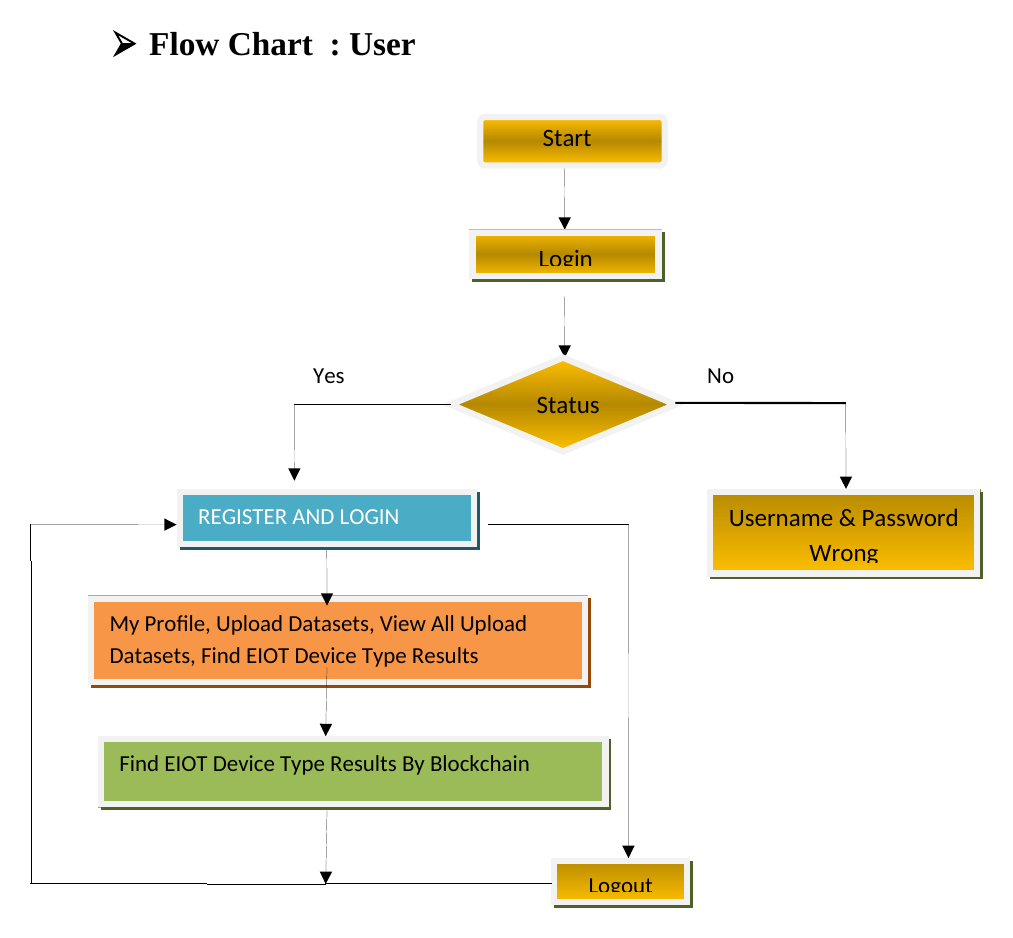 Flow Chart : User
Start
Login
Yes
No
Status
REGISTER AND LOGIN
Username & Password
Wrong
My Profile, Upload Datasets, View All Upload
Datasets, Find EIOT Device Type Results
Find EIOT Device Type Results By Blockchain
Logout